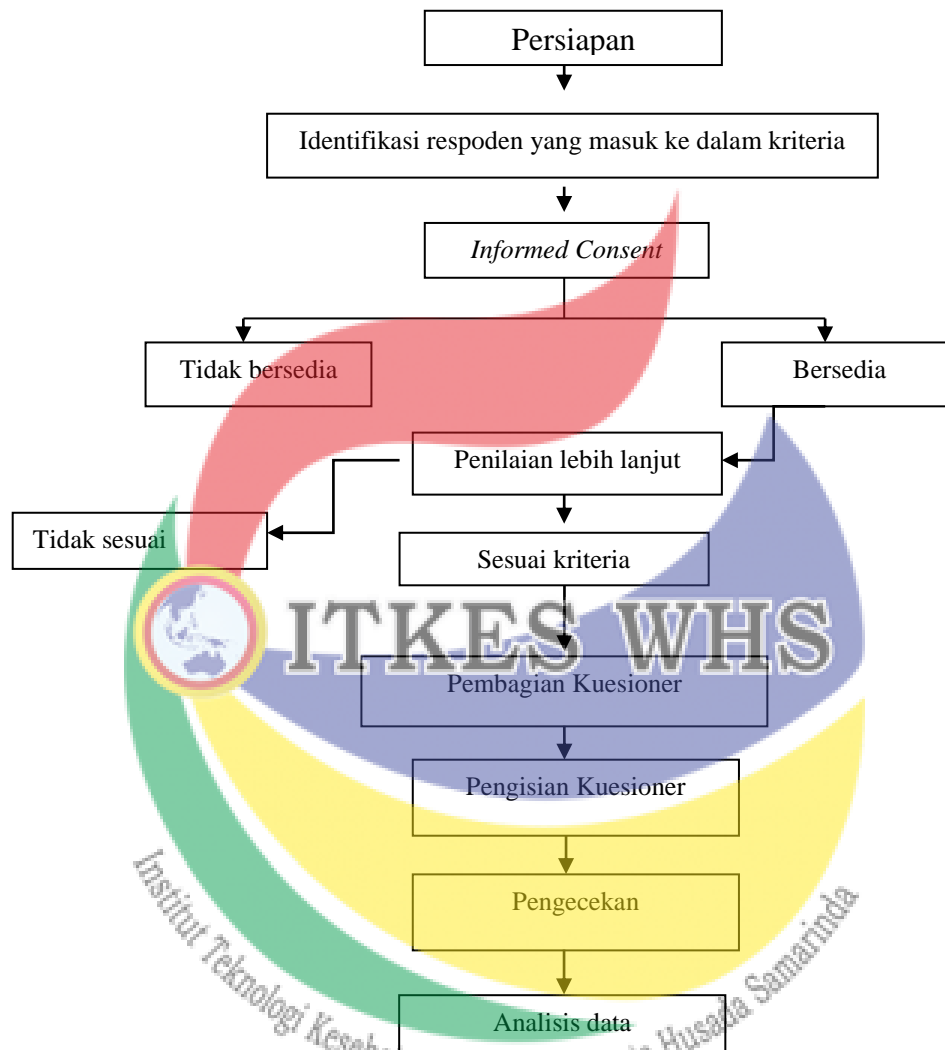 Persiapan
Identifikasi respoden yang masuk ke dalam kriteria
Informed Consent
Tidak bersedia
Bersedia
Penilaian lebih lanjut
Tidak sesuai
Sesuai kriteria
ITKES WHS
Pembagian Kuesioner
Pengisian Kuesioner
Pengecekan
Analisis data
Institut Teknologi
Husada Samarinda